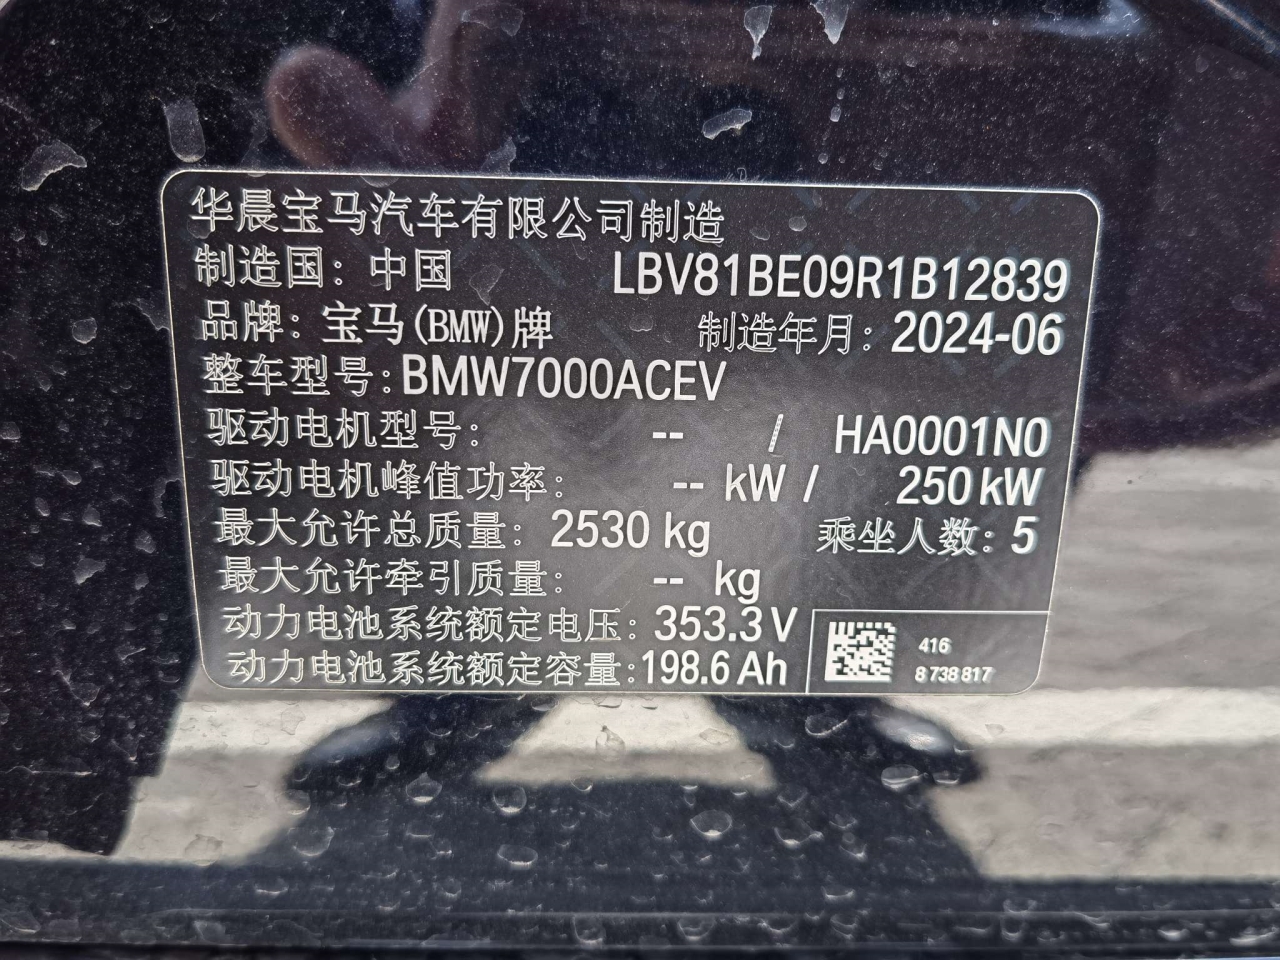 华晨宝马汽车有限公司制造
制造国：中国 LBV81BE09R1B12839
品牌：宝马(BMW)牌 制造年月：2024-06
整车型号：BMW7000ACEV
驱动电机型号： -- / HA0001N0
驱动电机峰值功率： -- kW / 250 kW
最大允许总质量：2530 kg 乘坐人数：5
最大允许牵引质量： -- kg
动力电池系统额定电压：353.3 V
动力电池系统额定容量：198.6 Ah
416
8 738 817